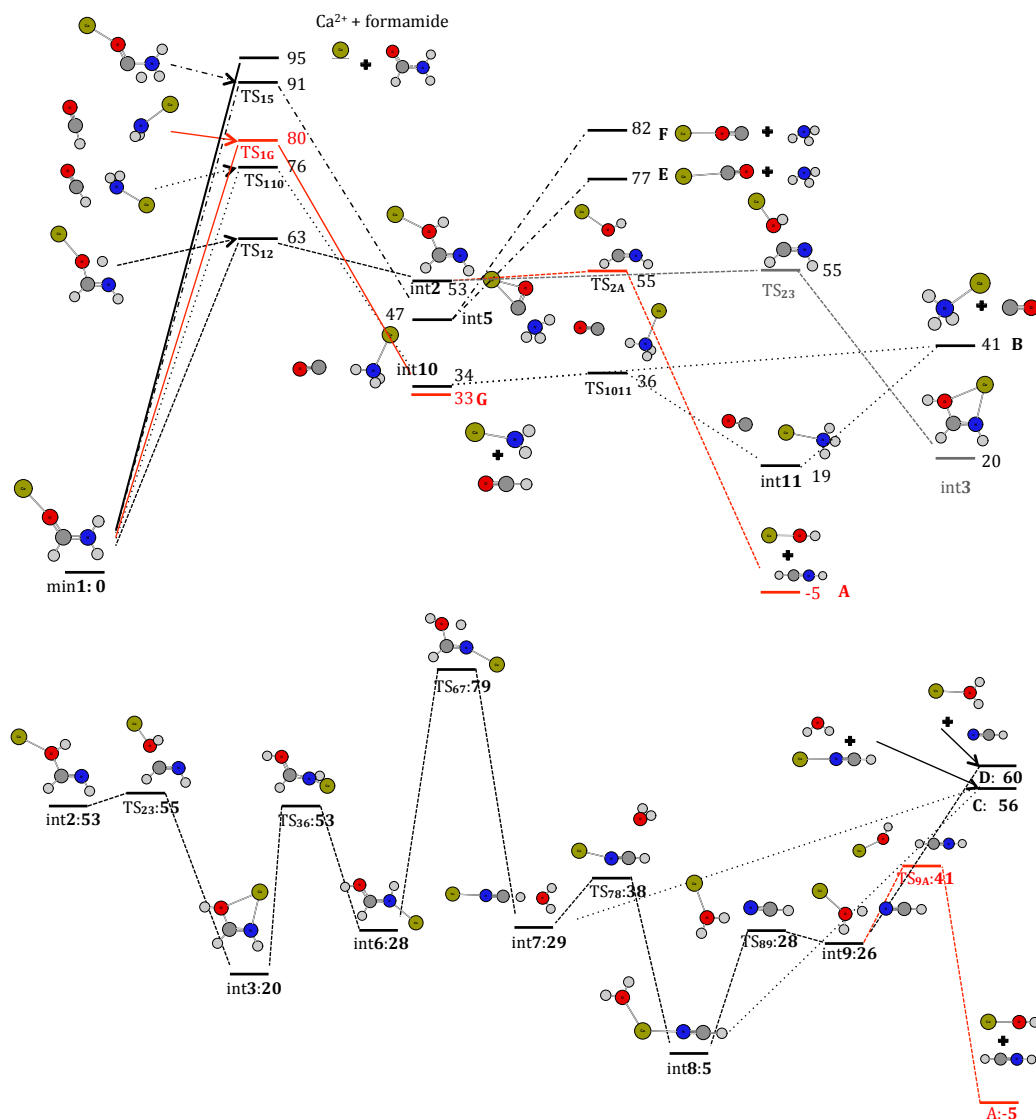 Ca²⁺ + formamide
95
91
TS₁₅
80
TS₁G
76
TS₁₁₀
63
TS₁₂
82 F
77 E
int2 53
55
TS₂A
55
TS₂₃
47
int5
int10
34
33 G
36
TS₁₀₁₁
41 B
int11 19
20
int3
min1: 0
-5 A
TS₆₇:79
D: 60
C: 56
int2:53
TS₂₃:55
TS₃₆:53
TS₉A:41
TS₇₈:38
int6:28
int7:29
TS₈₉:28
int9:26
int3:20
int8:5
A:-5